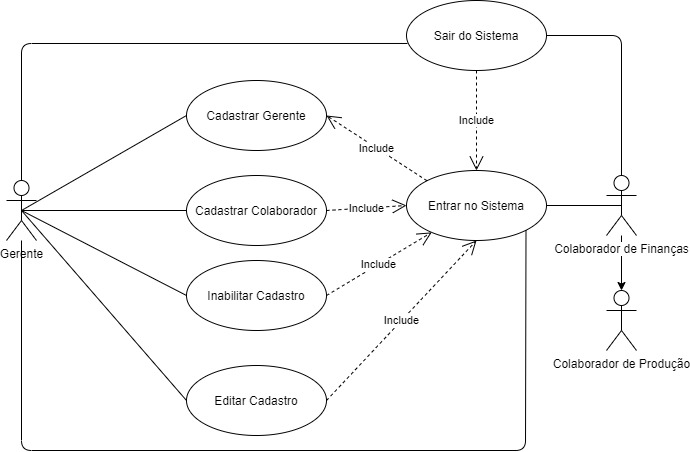 Sair do Sistema
Cadastrar Gerente
Include
Include
Cadastrar Colaborador
Include
Entrar no Sistema
Gerente
Colaborador de Finanças
Include
Inabilitar Cadastro
Include
Colaborador de Produção
Editar Cadastro